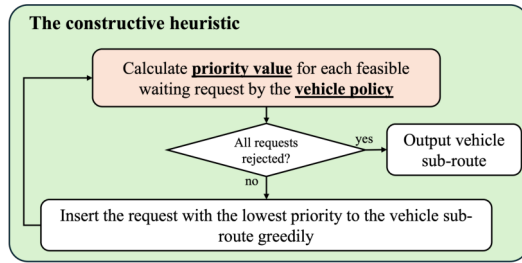 The constructive heuristic
Calculate priority value for each feasible
waiting request by the vehicle policy
All requests
rejected?
yes
Output vehicle
sub-route
no
Insert the request with the lowest priority to the vehicle sub-
route greedily